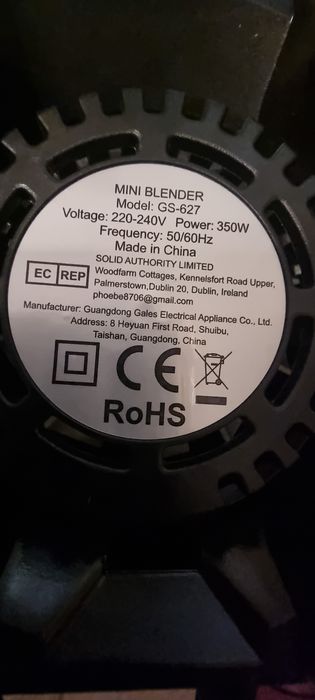 MINI BLENDER
Model: GS-627
Voltage: 220-240V Power: 350W
Frequency: 50/60Hz
Made in China
SOLID AUTHORITY LIMITED
EC REP
Woodfarm Cottages, Kennelsfort Road Upper,
Palmerstown,Dublin 20, Dublin, Ireland
phoebe8706@gmail.com
Manufacturer: Guangdong Gales Electrical Appliance Co., Ltd.
Address: 8 Heyuan First Road, Shuibu,
Taishan, Guangdong, China
CE
RoHS